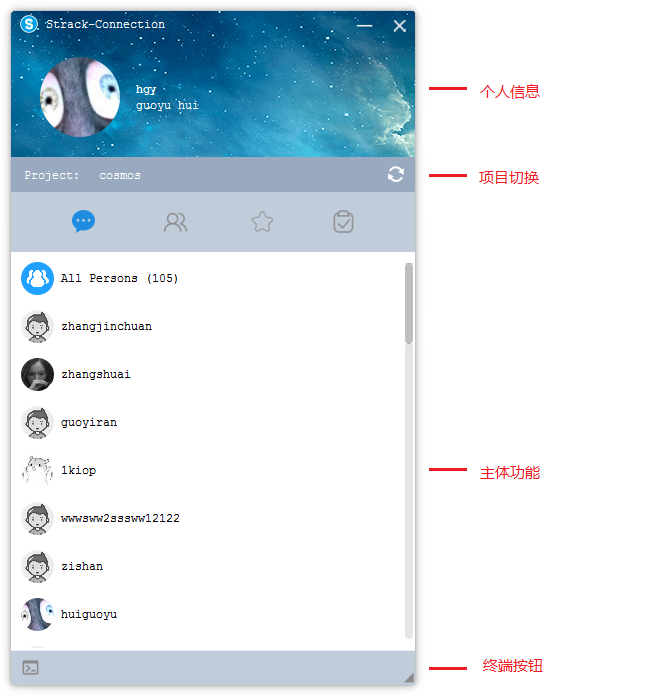 Strack-Connection
hgy
guoyu hui
个人信息
Project: cosmos
项目切换
All Persons (105)
zhangjinchuan
zhangshuai
guoyiran
1kiop
主体功能
wwwsww2sssww12122
zishan
huiguoyu
终端按钮